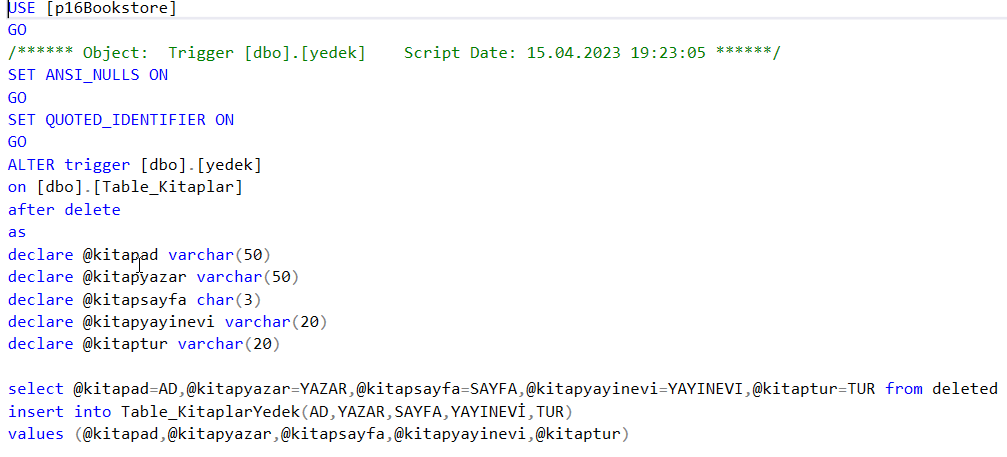 USE [p16Bookstore]
GO
/****** Object:  Trigger [dbo].[yedek]    Script Date: 15.04.2023 19:23:05 ******/
SET ANSI_NULLS ON
GO
SET QUOTED_IDENTIFIER ON
GO
ALTER trigger [dbo].[yedek]
on [dbo].[Table_Kitaplar]
after delete
as
declare @kitapad varchar(50)
declare @kitapyazar varchar(50)
declare @kitapsayfa char(3)
declare @kitapyayinevi varchar(20)
declare @kitaptur varchar(20)
select @kitapad=AD,@kitapyazar=YAZAR,@kitapsayfa=SAYFA,@kitapyayinevi=YAYINEVI,@kitaptur=TUR from deleted
insert into Table_KitaplarYedek(AD,YAZAR,SAYFA,YAYINEVİ,TUR)
values (@kitapad,@kitapyazar,@kitapsayfa,@kitapyayinevi,@kitaptur)